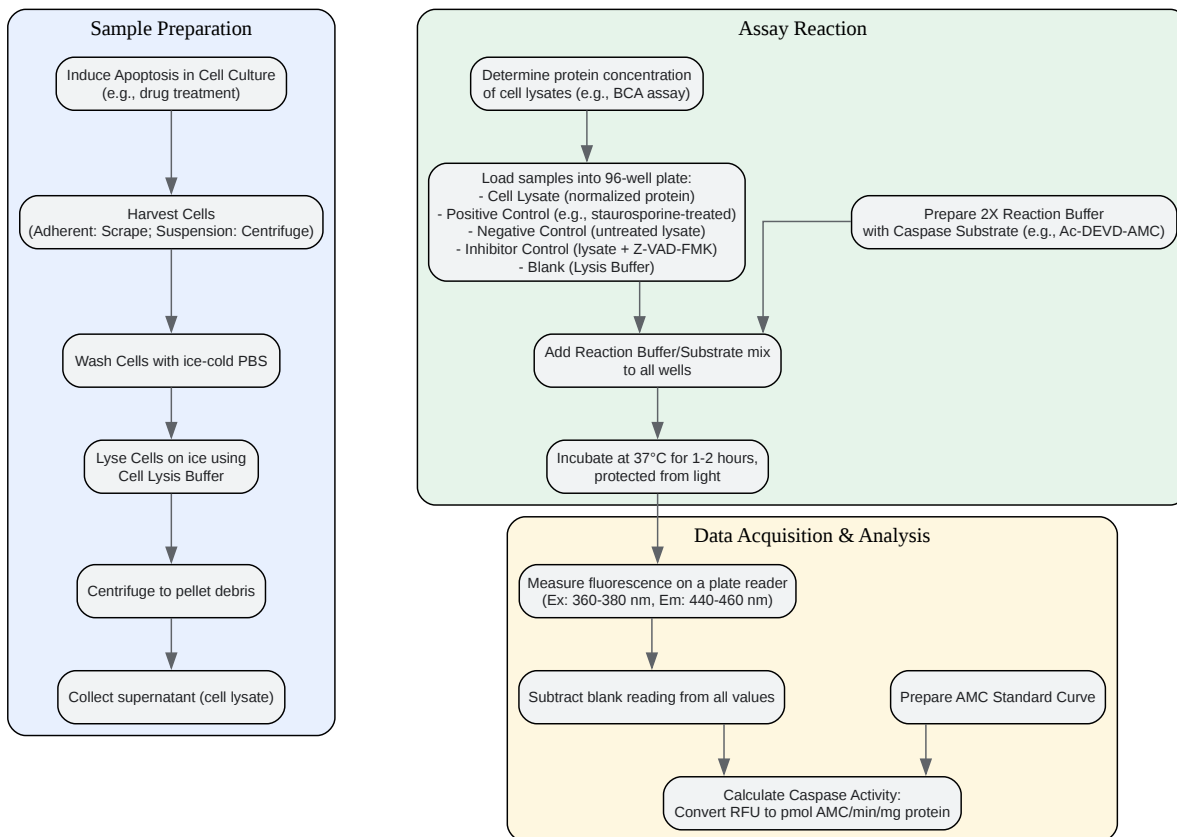 Sample Preparation
Induce Apoptosis in Cell Culture
(e.g., drug treatment)
Harvest Cells
(Adherent: Scrape; Suspension: Centrifuge)
Wash Cells with ice-cold PBS
Lyse Cells on ice using
Cell Lysis Buffer
Centrifuge to pellet debris
Collect supernatant (cell lysate)
Assay Reaction
Determine protein concentration
of cell lysates (e.g., BCA assay)
Load samples into 96-well plate:
- Cell Lysate (normalized protein)
- Positive Control (e.g., staurosporine-treated)
- Negative Control (untreated lysate)
- Inhibitor Control (lysate + Z-VAD-FMK)
- Blank (Lysis Buffer)
Prepare 2X Reaction Buffer
with Caspase Substrate (e.g., Ac-DEVD-AMC)
Add Reaction Buffer/Substrate mix
to all wells
Incubate at 37°C for 1-2 hours,
protected from light
Data Acquisition & Analysis
Measure fluorescence on a plate reader
(Ex: 360-380 nm, Em: 440-460 nm)
Subtract blank reading from all values
Prepare AMC Standard Curve
Calculate Caspase Activity:
Convert RFU to pmol AMC/min/mg protein